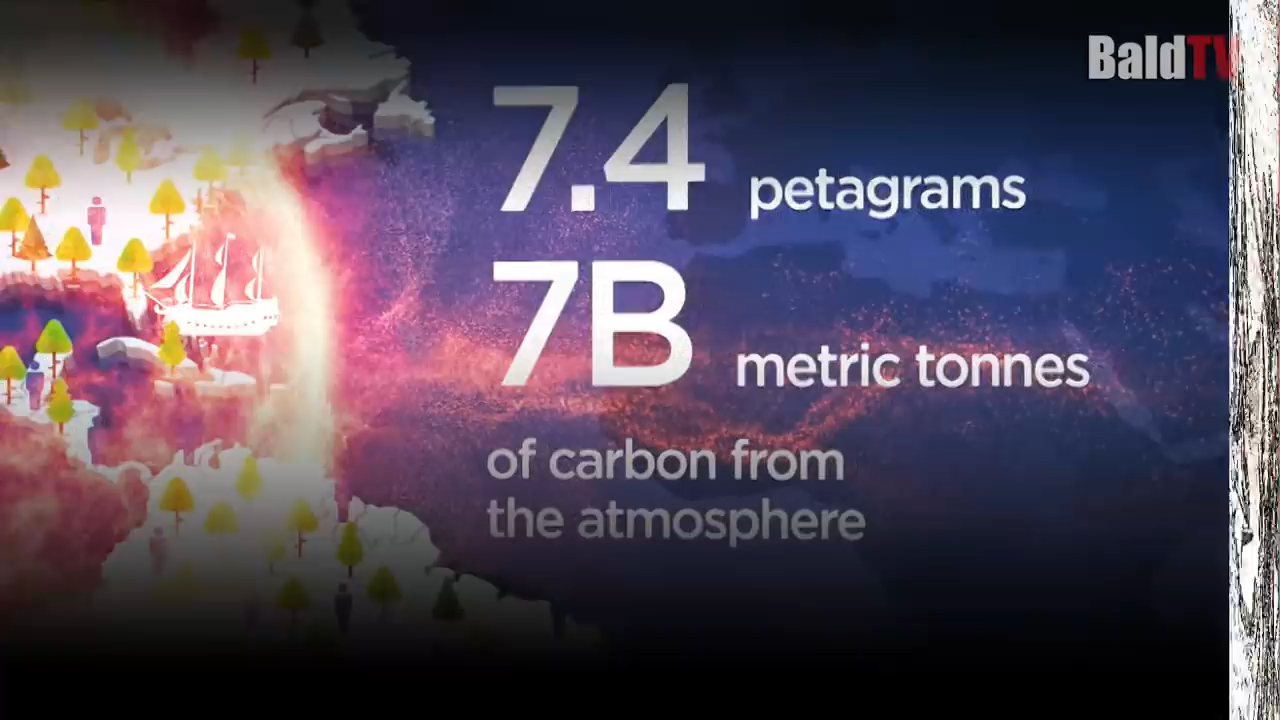 BaldTV
7.4 petagrams
7B metric tonnes
of carbon from
the atmosphere